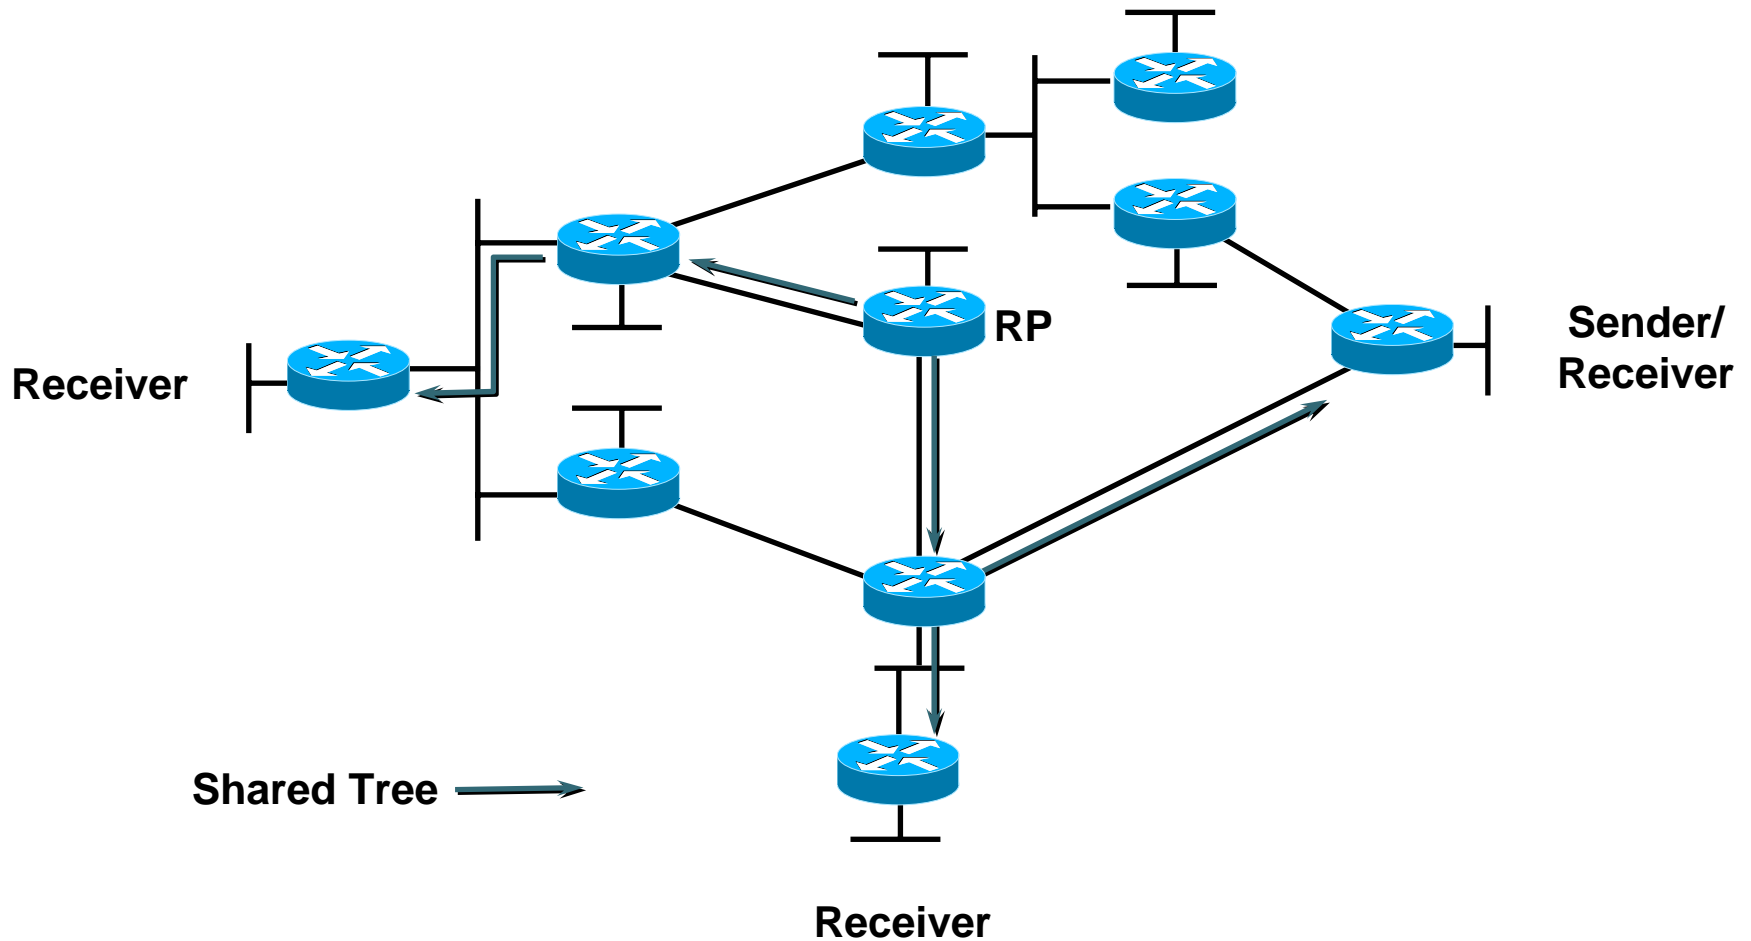 RP
Sender/
Receiver
Receiver
Shared Tree
Receiver